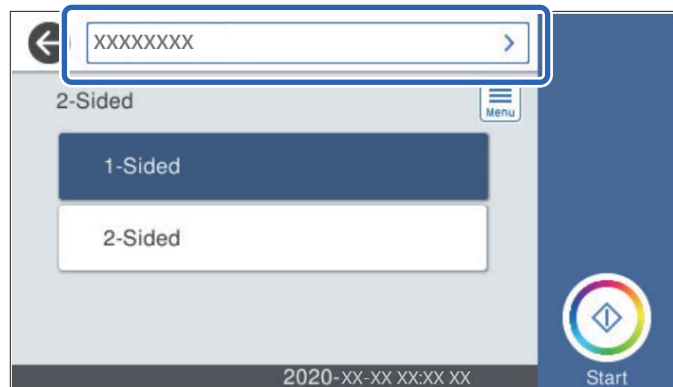 XXXXXXXX
2-Sided
Menu
1-Sided
2-Sided
2020-XX-XX XX:XX XX
Start